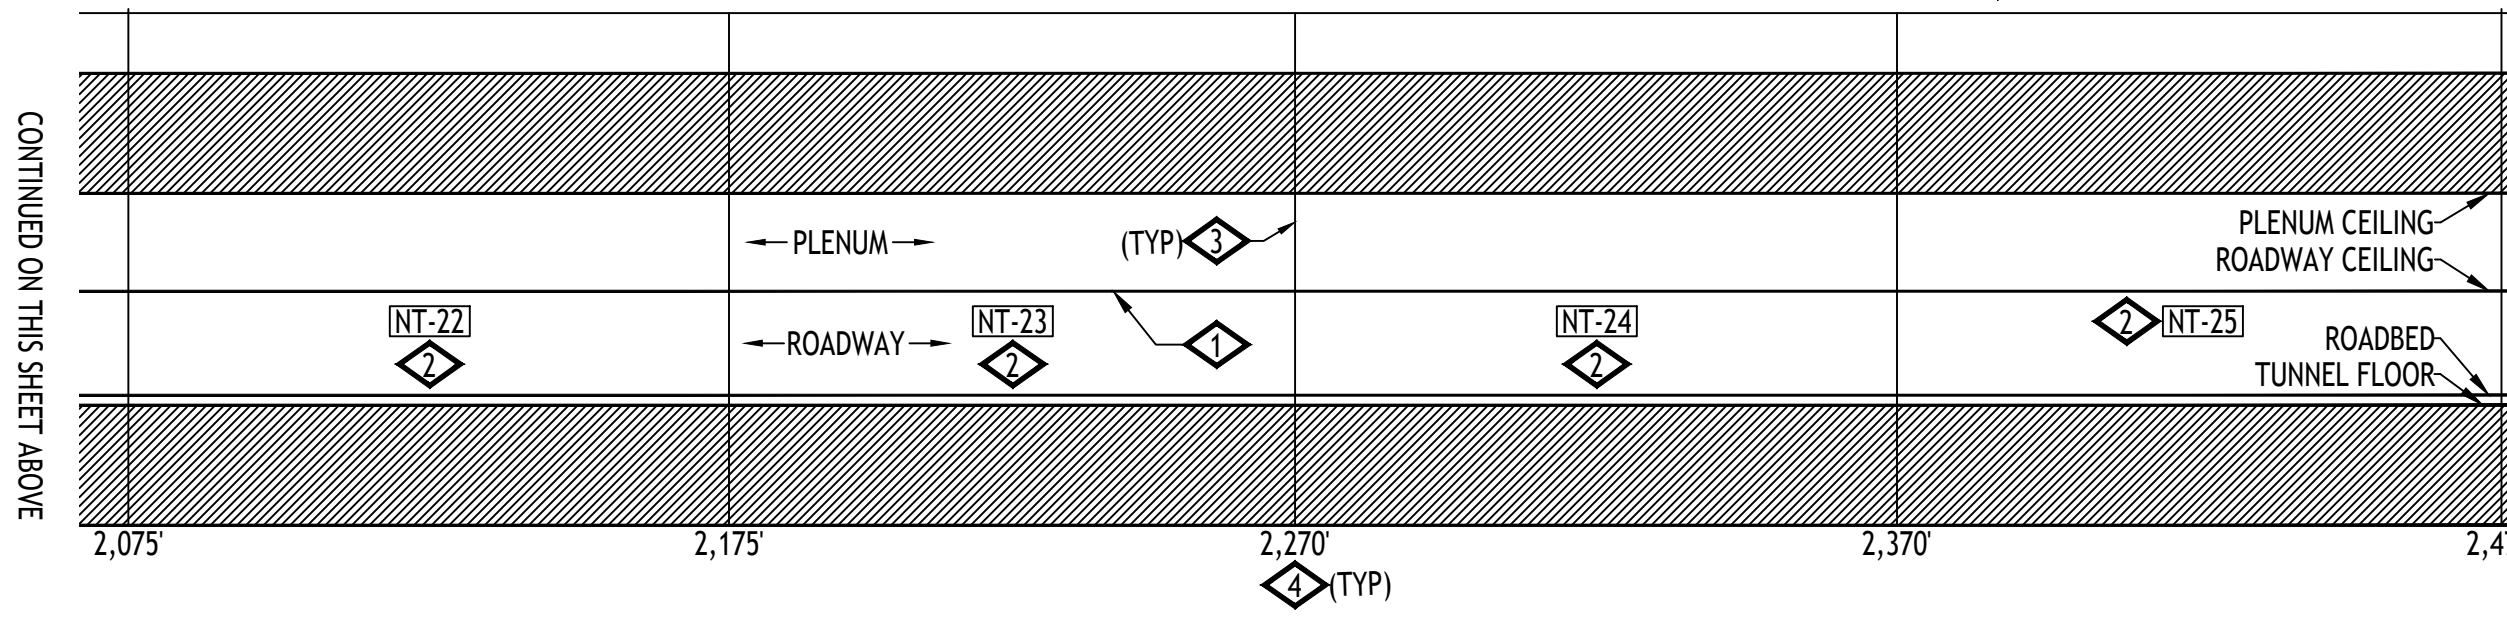 CONTINUED ON THIS SHEET ABOVE
PLENUM
(TYP) 3
PLENUM CEILING
ROADWAY CEILING
NT-22
2
ROADWAY
NT-23
2
1
NT-24
2
2 NT-25
ROADBED
TUNNEL FLOOR
2,075'
2,175'
2,270'
2,370'
4 (TYP)